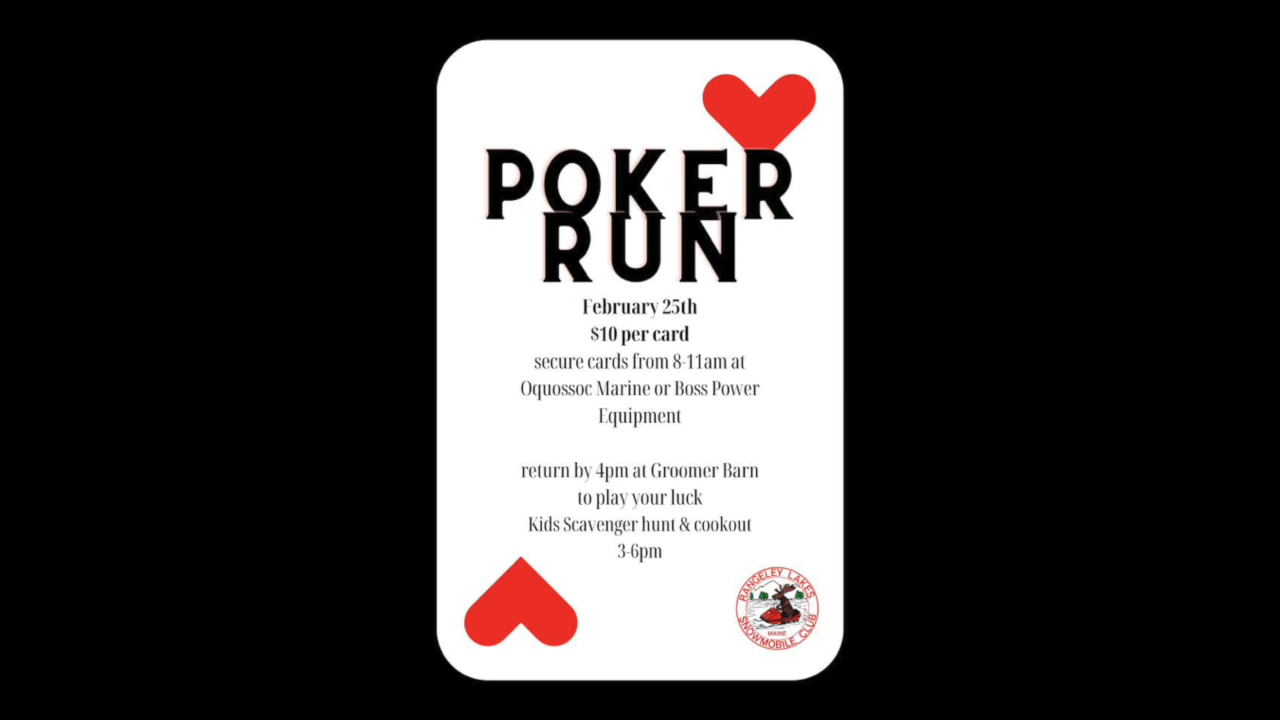 POKER
RUN
February 25th
$10 per card
secure cards from 8-11am at
Oquossoc Marine or Boss Power
Equipment
return by 4pm at Groomer Barn
to play your luck
Kids Scavenger hunt & cookout
3-6pm
RANGELEY LAKES
MAINE
SNOWMOBILE CLUB